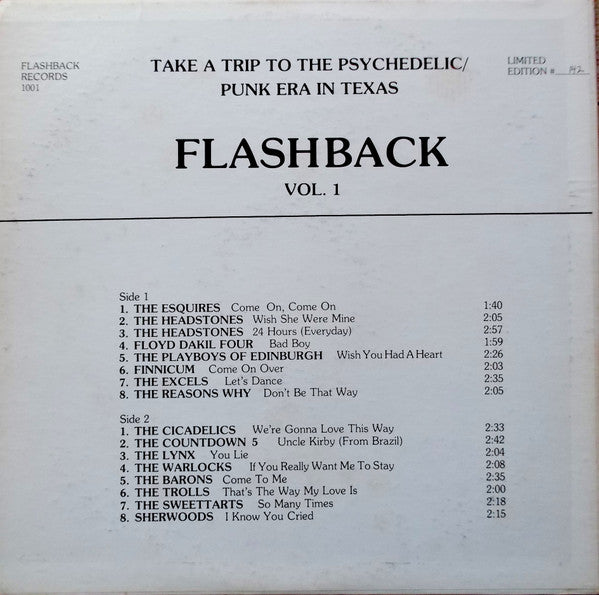 FLASHBACK
RECORDS
1001
TAKE A TRIP TO THE PSYCHEDELIC/
PUNK ERA IN TEXAS
LIMITED
EDITION # 142
FLASHBACK
VOL. 1
Side 1
1. THE ESQUIRES Come On, Come On 1:40
2. THE HEADSTONES Wish She Were Mine 2:05
3. THE HEADSTONES 24 Hours (Everyday) 2:57
4. FLOYD DAKIL FOUR Bad Boy 1:59
5. THE PLAYBOYS OF EDINBURGH Wish You Had A Heart 2:26
6. FINNICUM Come On Over 2:03
7. THE EXCELS Let's Dance 2:35
8. THE REASONS WHY Don't Be That Way 2:05
Side 2
1. THE CICADELICS We're Gonna Love This Way 2:33
2. THE COUNTDOWN 5 Uncle Kirby (From Brazil) 2:42
3. THE LYNX You Lie 2:04
4. THE WARLOCKS If You Really Want Me To Stay 2:08
5. THE BARONS Come To Me 2:35
6. THE TROLLS That's The Way My Love Is 2:00
7. THE SWEETTARTS So Many Times 2:18
8. SHERWOODS I Know You Cried 2:15